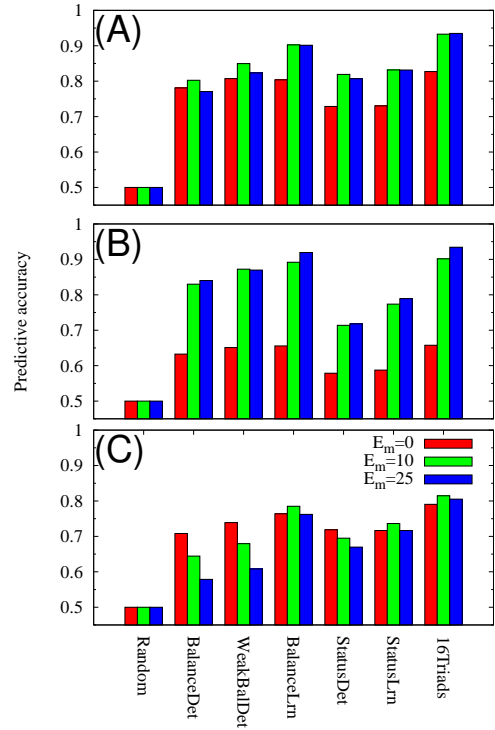 (A)
1
0.9
0.8
0.7
0.6
0.5
(B)
1
0.9
0.8
0.7
0.6
0.5
Predictive accuracy
(C)
1
0.9
0.8
0.7
0.6
0.5
E_m=0
E_m=10
E_m=25
Random
BalanceDet
WeakBalDet
BalanceLrn
StatusDet
StatusLrn
16Triads